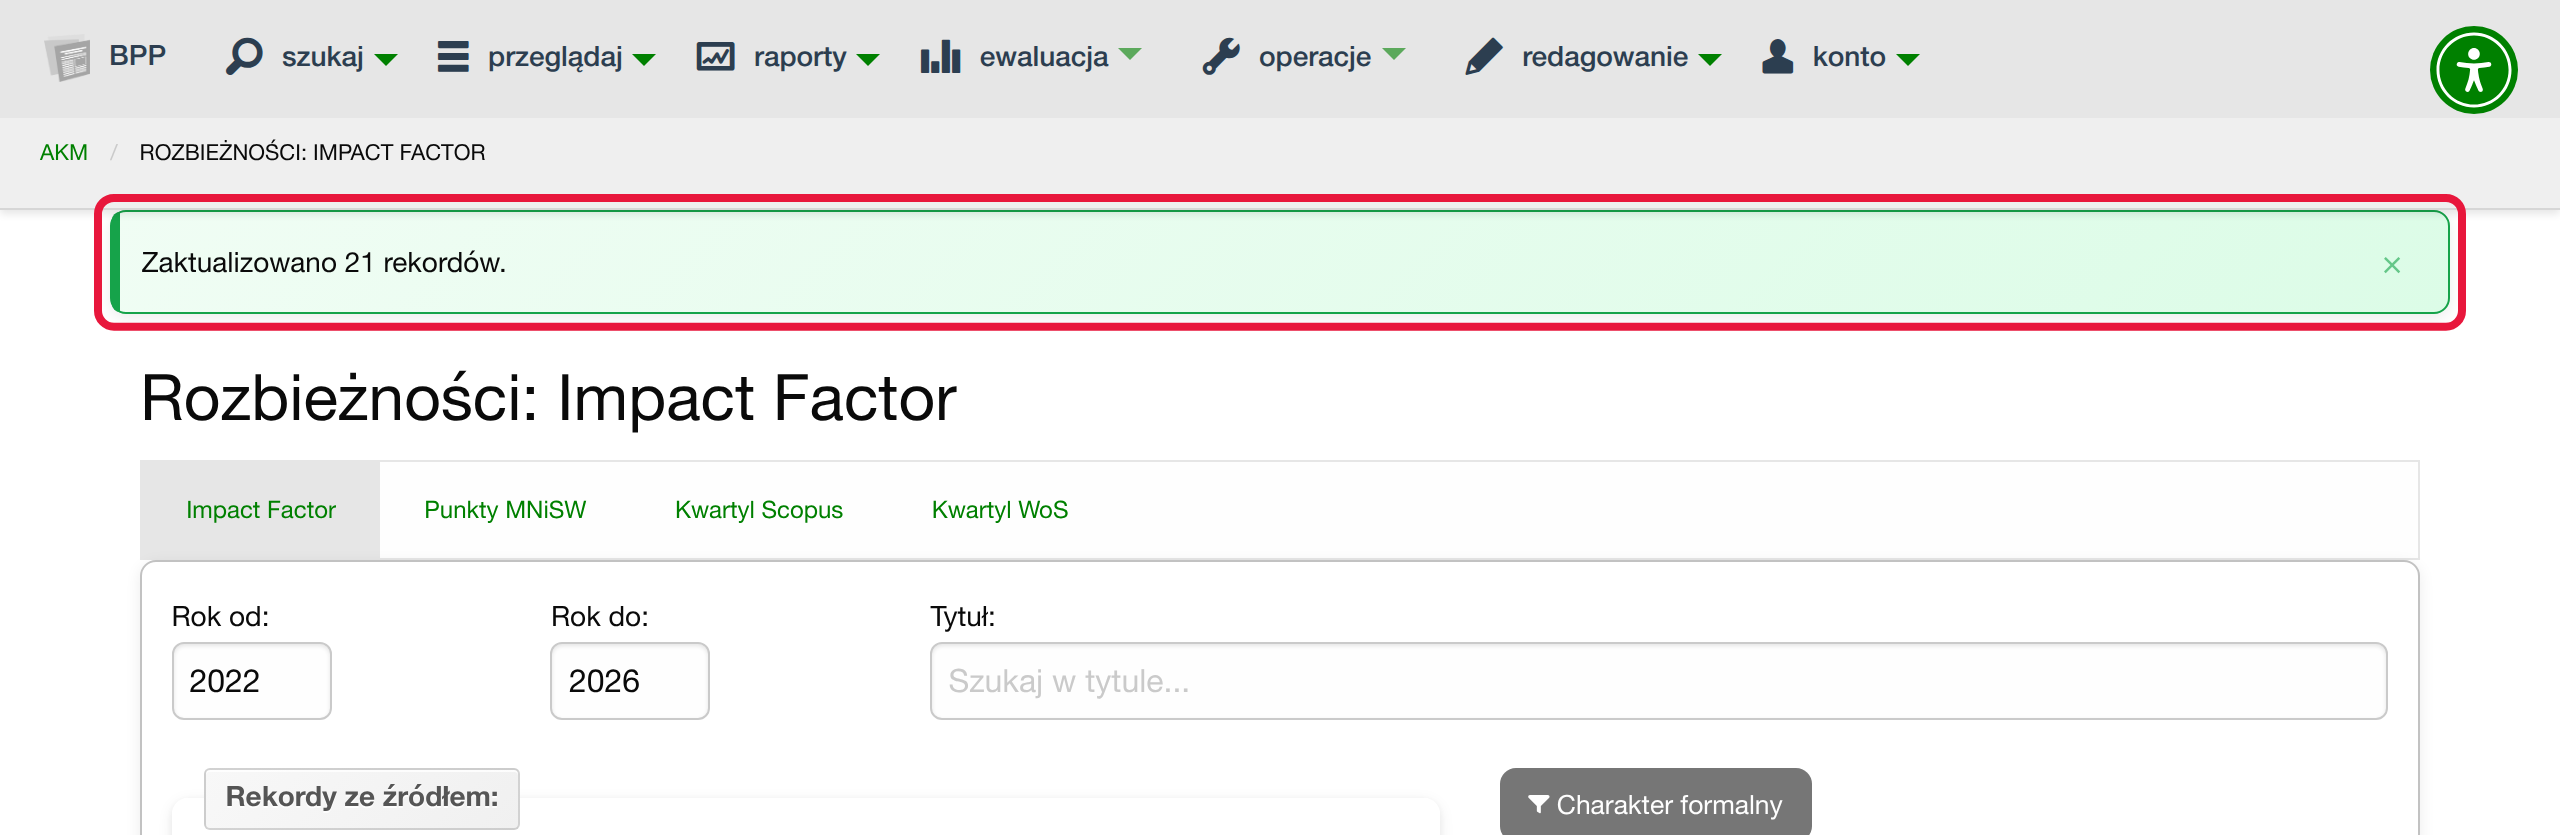 BPP szukaj przeglądaj raporty ewaluacja operacje redagowanie konto
AKM / ROZBIEŻNOŚCI: IMPACT FACTOR
Zaktualizowano 21 rekordów. ×
Rozbieżności: Impact Factor
Impact Factor Punkty MNiSW Kwartyl Scopus Kwartyl WoS
Rok od: Rok do: Tytuł:
2022 2026 Szukaj w tytule...
Rekordy ze źródłem: Charakter formalny